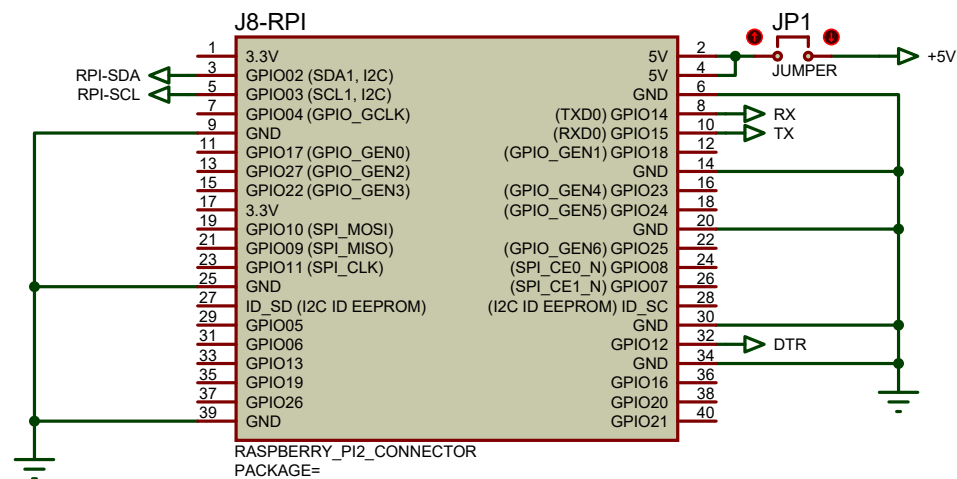 J8-RPI
JP1
1 3.3V 5V 2
RPI-SDA 3 GPIO02 (SDA1, I2C) 5V 4 JUMPER +5V
RPI-SCL 5 GPIO03 (SCL1, I2C) GND 6
7 GPIO04 (GPIO_GCLK) (TXD0) GPIO14 8 RX
9 GND (RXD0) GPIO15 10 TX
11 GPIO17 (GPIO_GEN0) (GPIO_GEN1) GPIO18 12
13 GPIO27 (GPIO_GEN2) GND 14
15 GPIO22 (GPIO_GEN3) (GPIO_GEN4) GPIO23 16
17 3.3V (GPIO_GEN5) GPIO24 18
19 GPIO10 (SPI_MOSI) GND 20
21 GPIO09 (SPI_MISO) (GPIO_GEN6) GPIO25 22
23 GPIO11 (SPI_CLK) (SPI_CE0_N) GPIO08 24
25 GND (SPI_CE1_N) GPIO07 26
27 ID_SD (I2C ID EEPROM) (I2C ID EEPROM) ID_SC 28
29 GPIO05 GND 30
31 GPIO06 GPIO12 32 DTR
33 GPIO13 GND 34
35 GPIO19 GPIO16 36
37 GPIO26 GPIO20 38
39 GND GPIO21 40
RASPBERRY_PI2_CONNECTOR
PACKAGE=